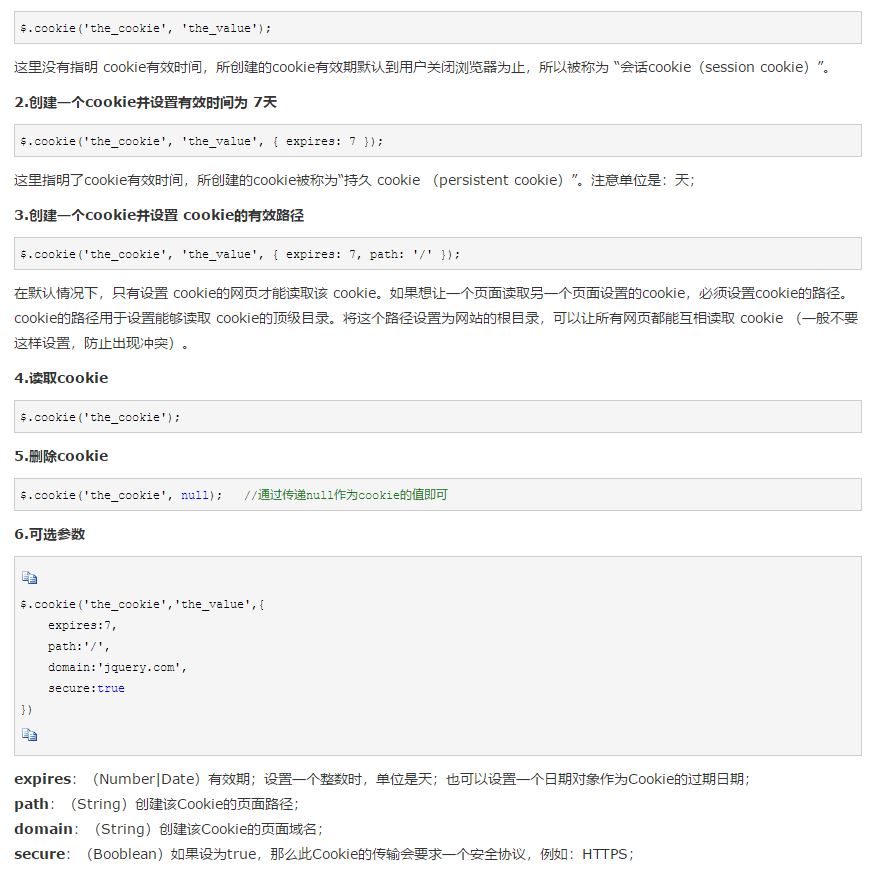 $.cookie('the_cookie', 'the_value');
这里没有指明 cookie有效时间，所创建的cookie有效期默认到用户关闭浏览器为止，所以被称为 “会话cookie（session cookie）”。
2.创建一个cookie并设置有效时间为 7天
$.cookie('the_cookie', 'the_value', { expires: 7 });
这里指明了cookie有效时间，所创建的cookie被称为“持久 cookie （persistent cookie）”。注意单位是：天；
3.创建一个cookie并设置 cookie的有效路径
$.cookie('the_cookie', 'the_value', { expires: 7, path: '/' });
在默认情况下，只有设置 cookie的网页才能读取该 cookie。如果想让一个页面读取另一个页面设置的cookie，必须设置cookie的路径。
cookie的路径用于设置能够读取 cookie的顶级目录。将这个路径设置为网站的根目录，可以让所有网页都能互相读取 cookie （一般不要
这样设置，防止出现冲突）。
4.读取cookie
$.cookie('the_cookie');
5.删除cookie
$.cookie('the_cookie', null);   //通过传递null作为cookie的值即可
6.可选参数
$.cookie('the_cookie','the_value',{
    expires:7,
    path:'/',
    domain:'jquery.com',
    secure:true
})
expires：（Number|Date）有效期；设置一个整数时，单位是天；也可以设置一个日期对象作为Cookie的过期日期；
path：（String）创建该Cookie的页面路径；
domain：（String）创建该Cookie的页面域名；
secure：（Booblean）如果设为true，那么此Cookie的传输会要求一个安全协议，例如：HTTPS；